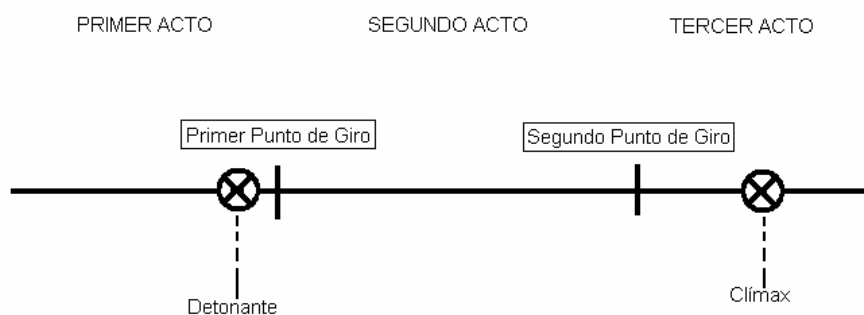 PRIMER ACTO
SEGUNDO ACTO
TERCER ACTO
Primer Punto de Giro
Segundo Punto de Giro
Detonante
Clímax